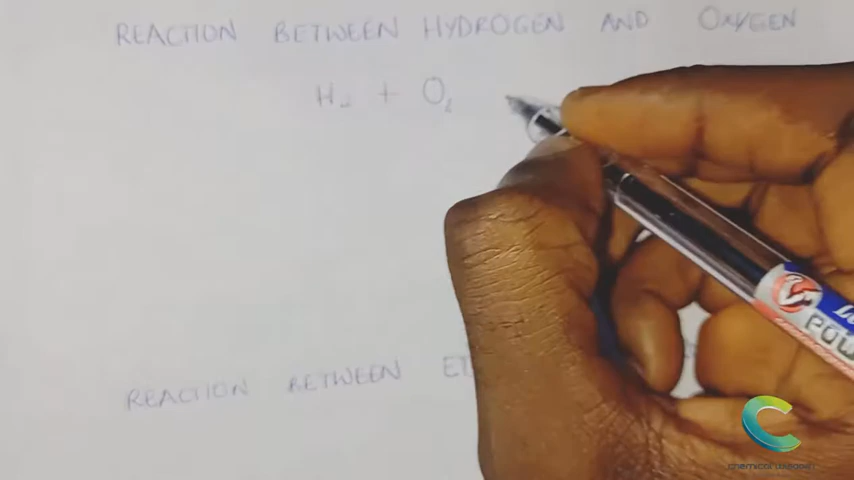 REACTION BETWEEN HYDROGEN AND OXYGEN
H₂ + O₂
REACTION BETWEEN